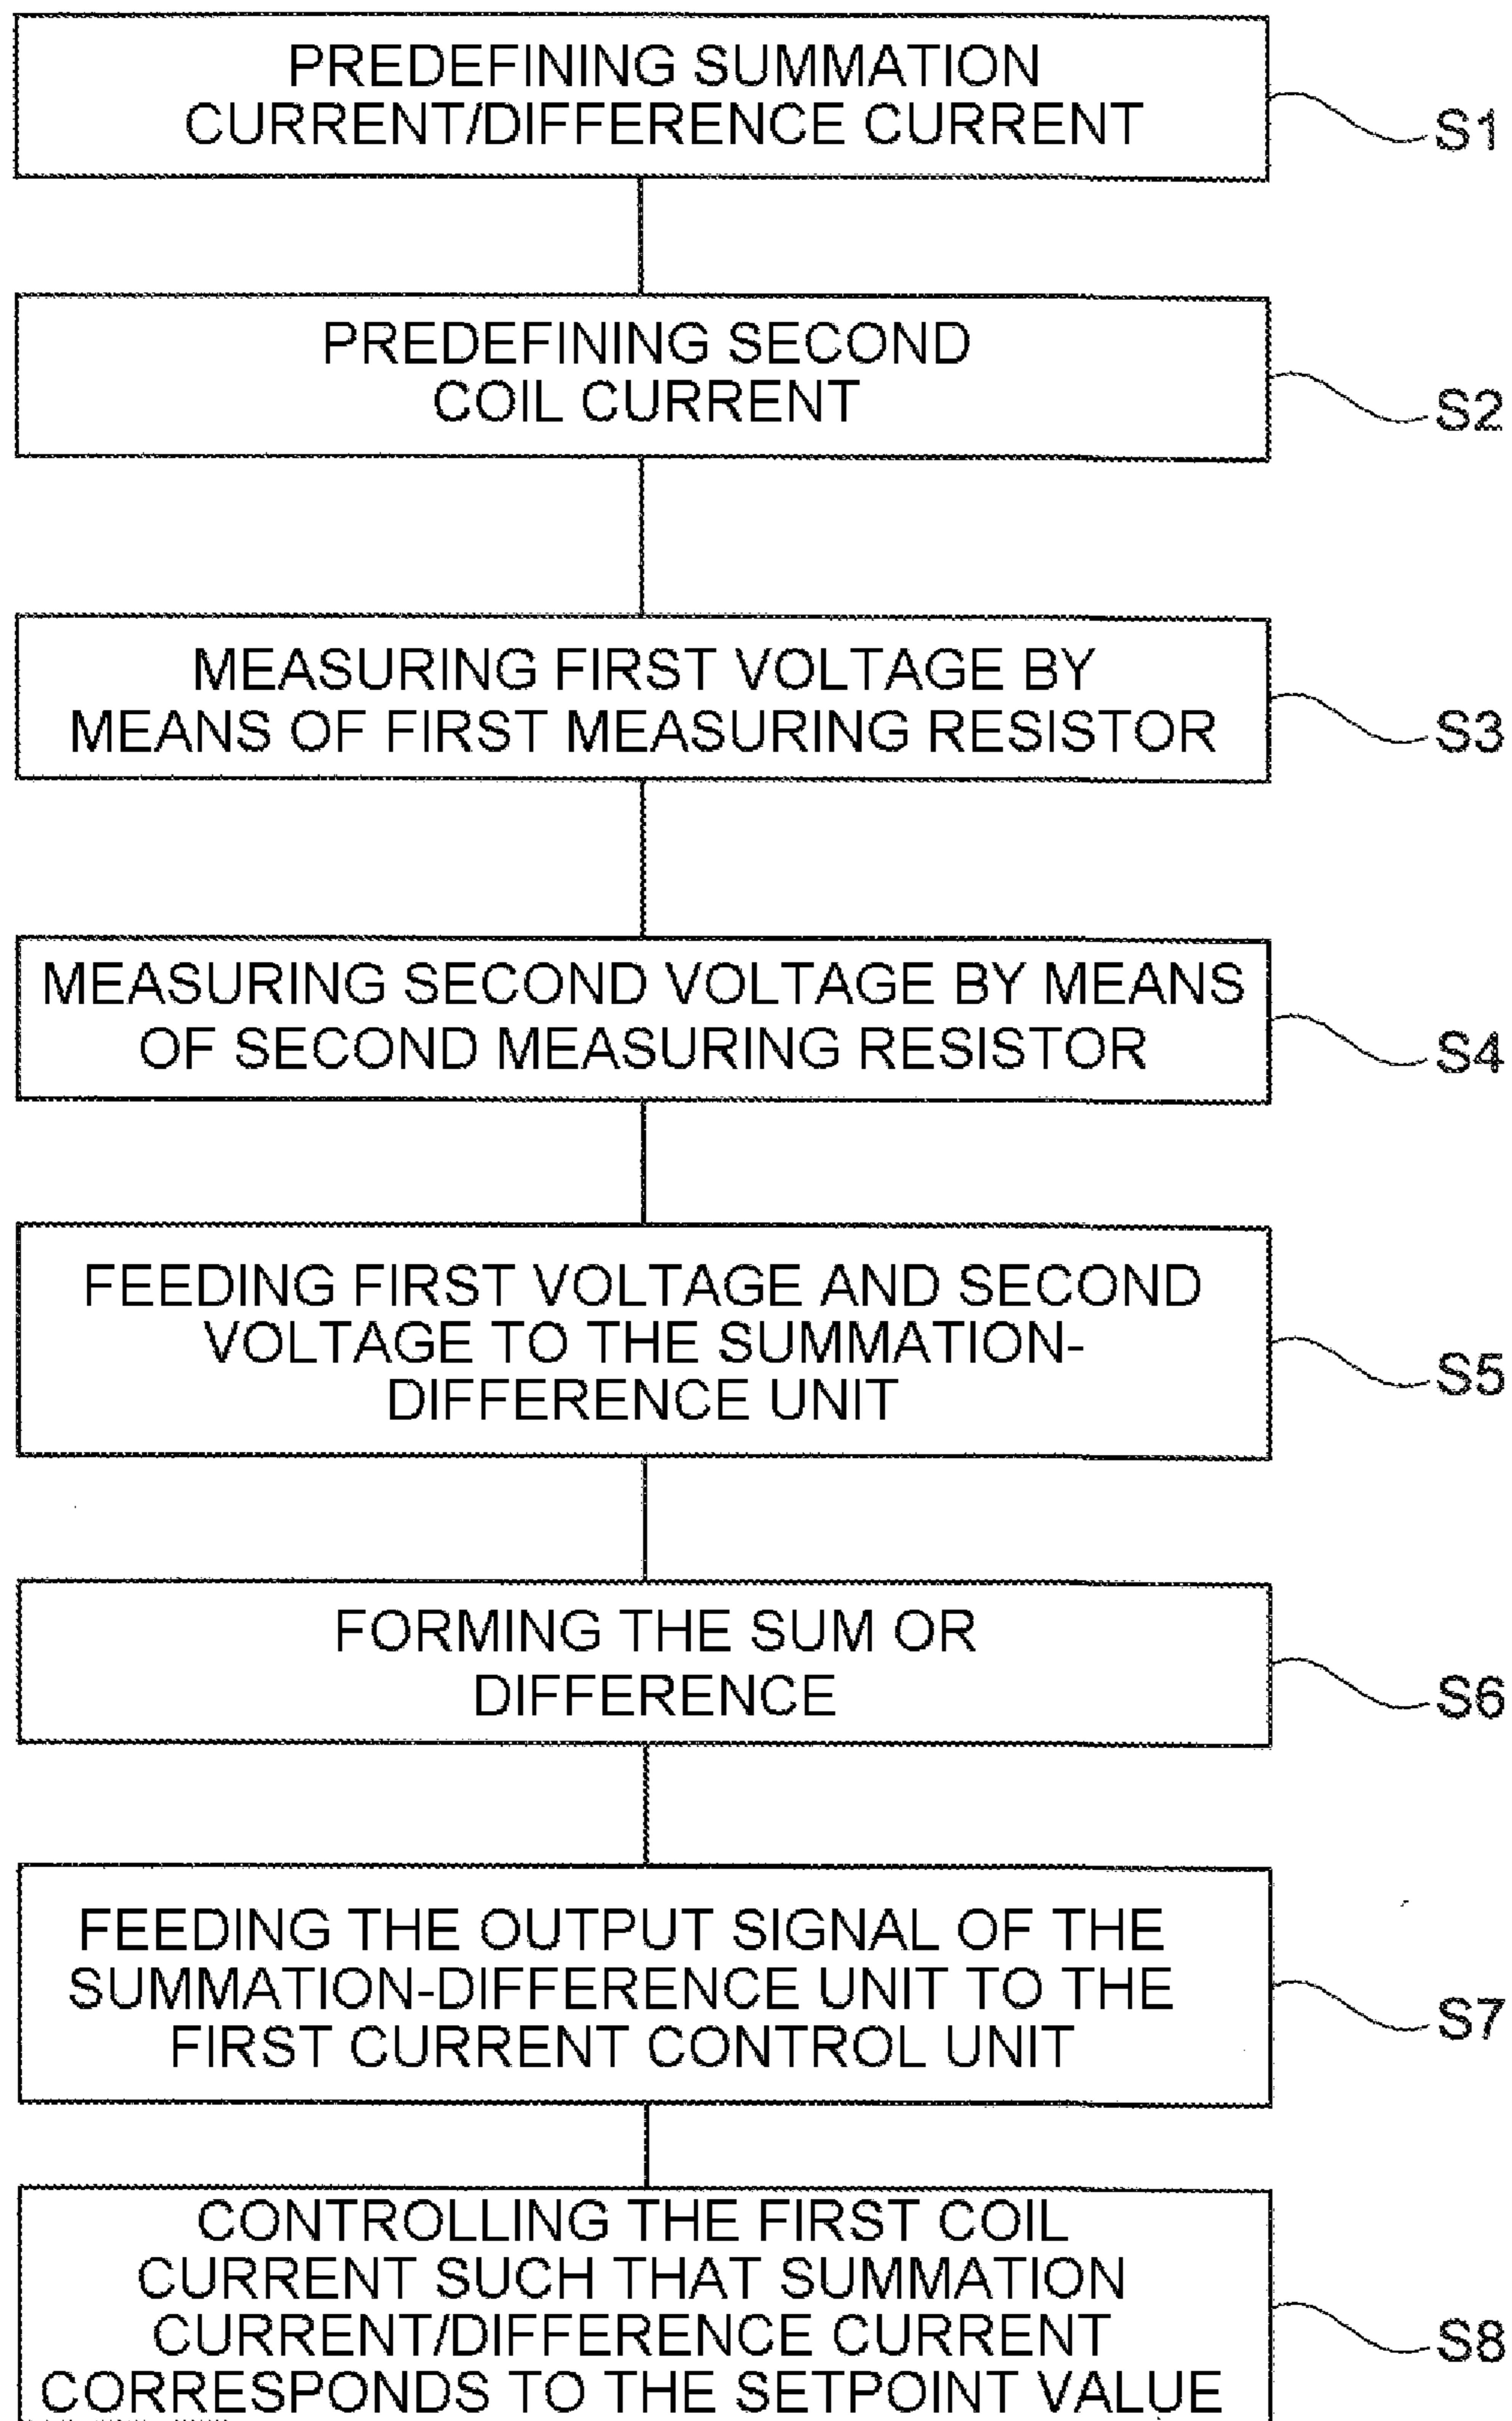 PREDEFINING SUMMATION
CURRENT/DIFFERENCE CURRENT
S1
PREDEFINING SECOND
COIL CURRENT
S2
MEASURING FIRST VOLTAGE BY
MEANS OF FIRST MEASURING RESISTOR
S3
MEASURING SECOND VOLTAGE BY MEANS
OF SECOND MEASURING RESISTOR
S4
FEEDING FIRST VOLTAGE AND SECOND
VOLTAGE TO THE SUMMATION-
DIFFERENCE UNIT
S5
FORMING THE SUM OR
DIFFERENCE
S6
FEEDING THE OUTPUT SIGNAL OF THE
SUMMATION-DIFFERENCE UNIT TO THE
FIRST CURRENT CONTROL UNIT
S7
CONTROLLING THE FIRST COIL
CURRENT SUCH THAT SUMMATION
CURRENT/DIFFERENCE CURRENT
CORRESPONDS TO THE SETPOINT VALUE
S8